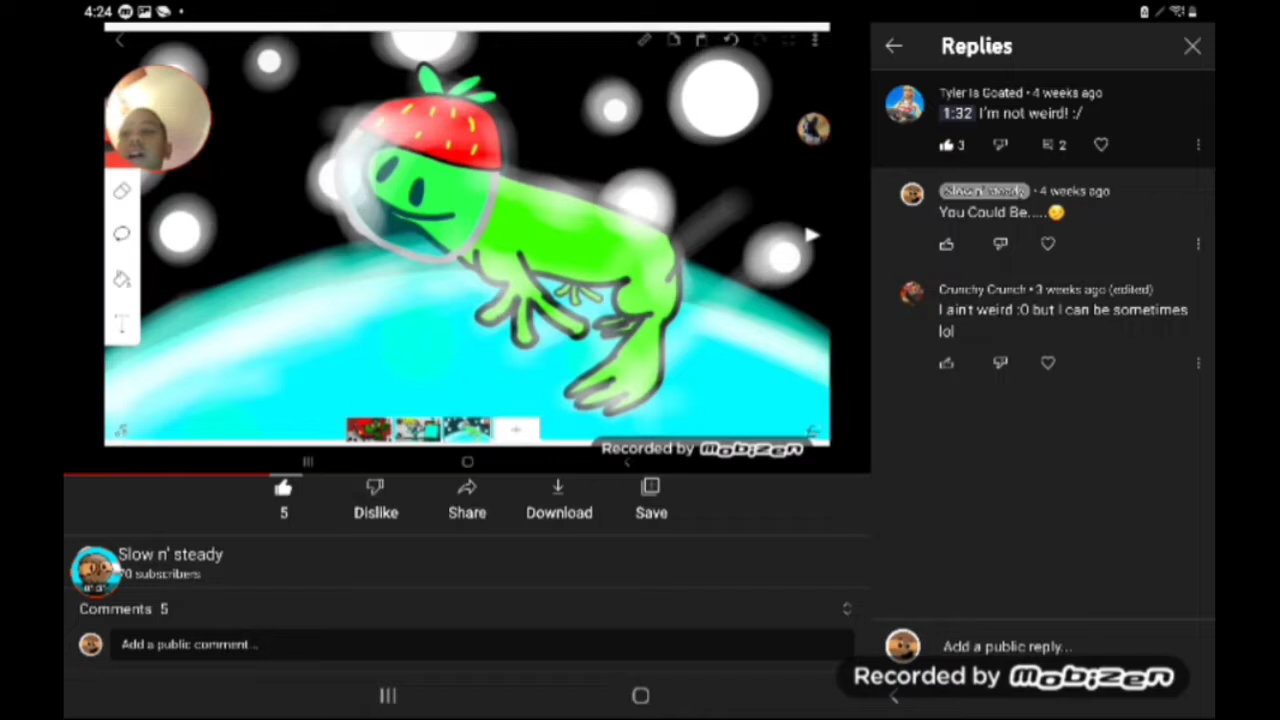 4:24
Replies
Tyler Is Goated • 4 weeks ago
1:32 I'm not weird! :/
3
2
Slow n' steady • 4 weeks ago
You Could Be.....🤨
Crunchy Crunch • 3 weeks ago (edited)
I ain't weird :0 but I can be sometimes
lol
Recorded by mobizen
5
Dislike
Share
Download
Save
Slow n' steady
70 subscribers
Comments 5
Add a public comment...
Add a public reply...
Recorded by mobizen